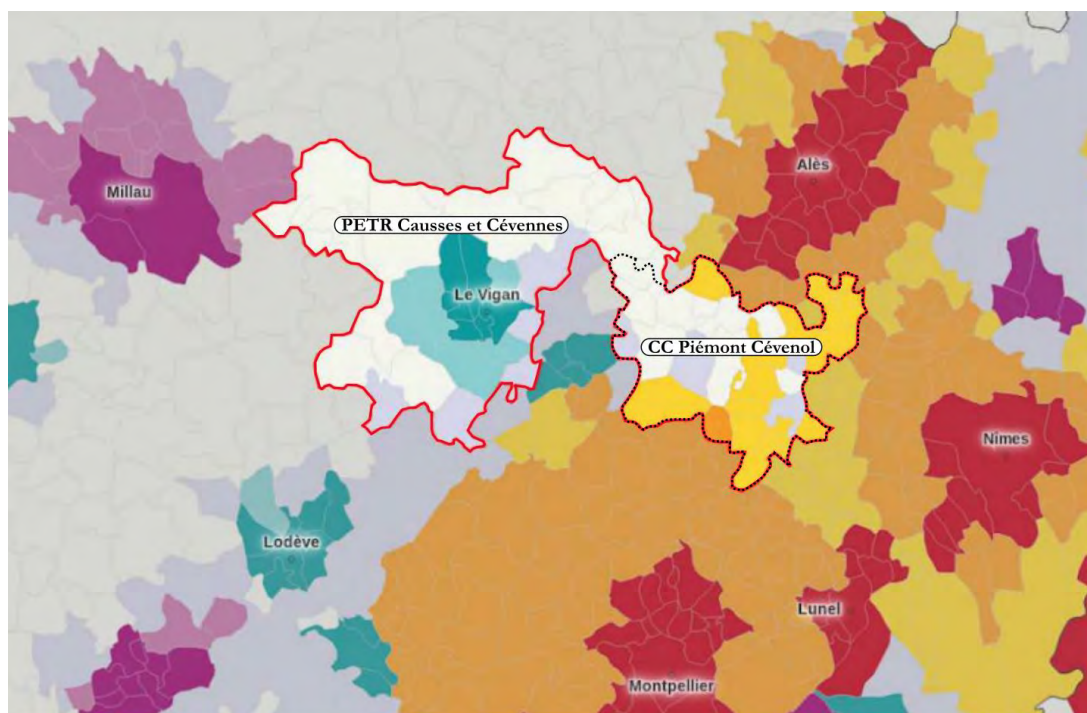 Alès
Millau
PETR Causses et Cévennes
Le Vigan
CC Piémont Cévenol
Nîmes
Lodève
Lunel
Montpellier